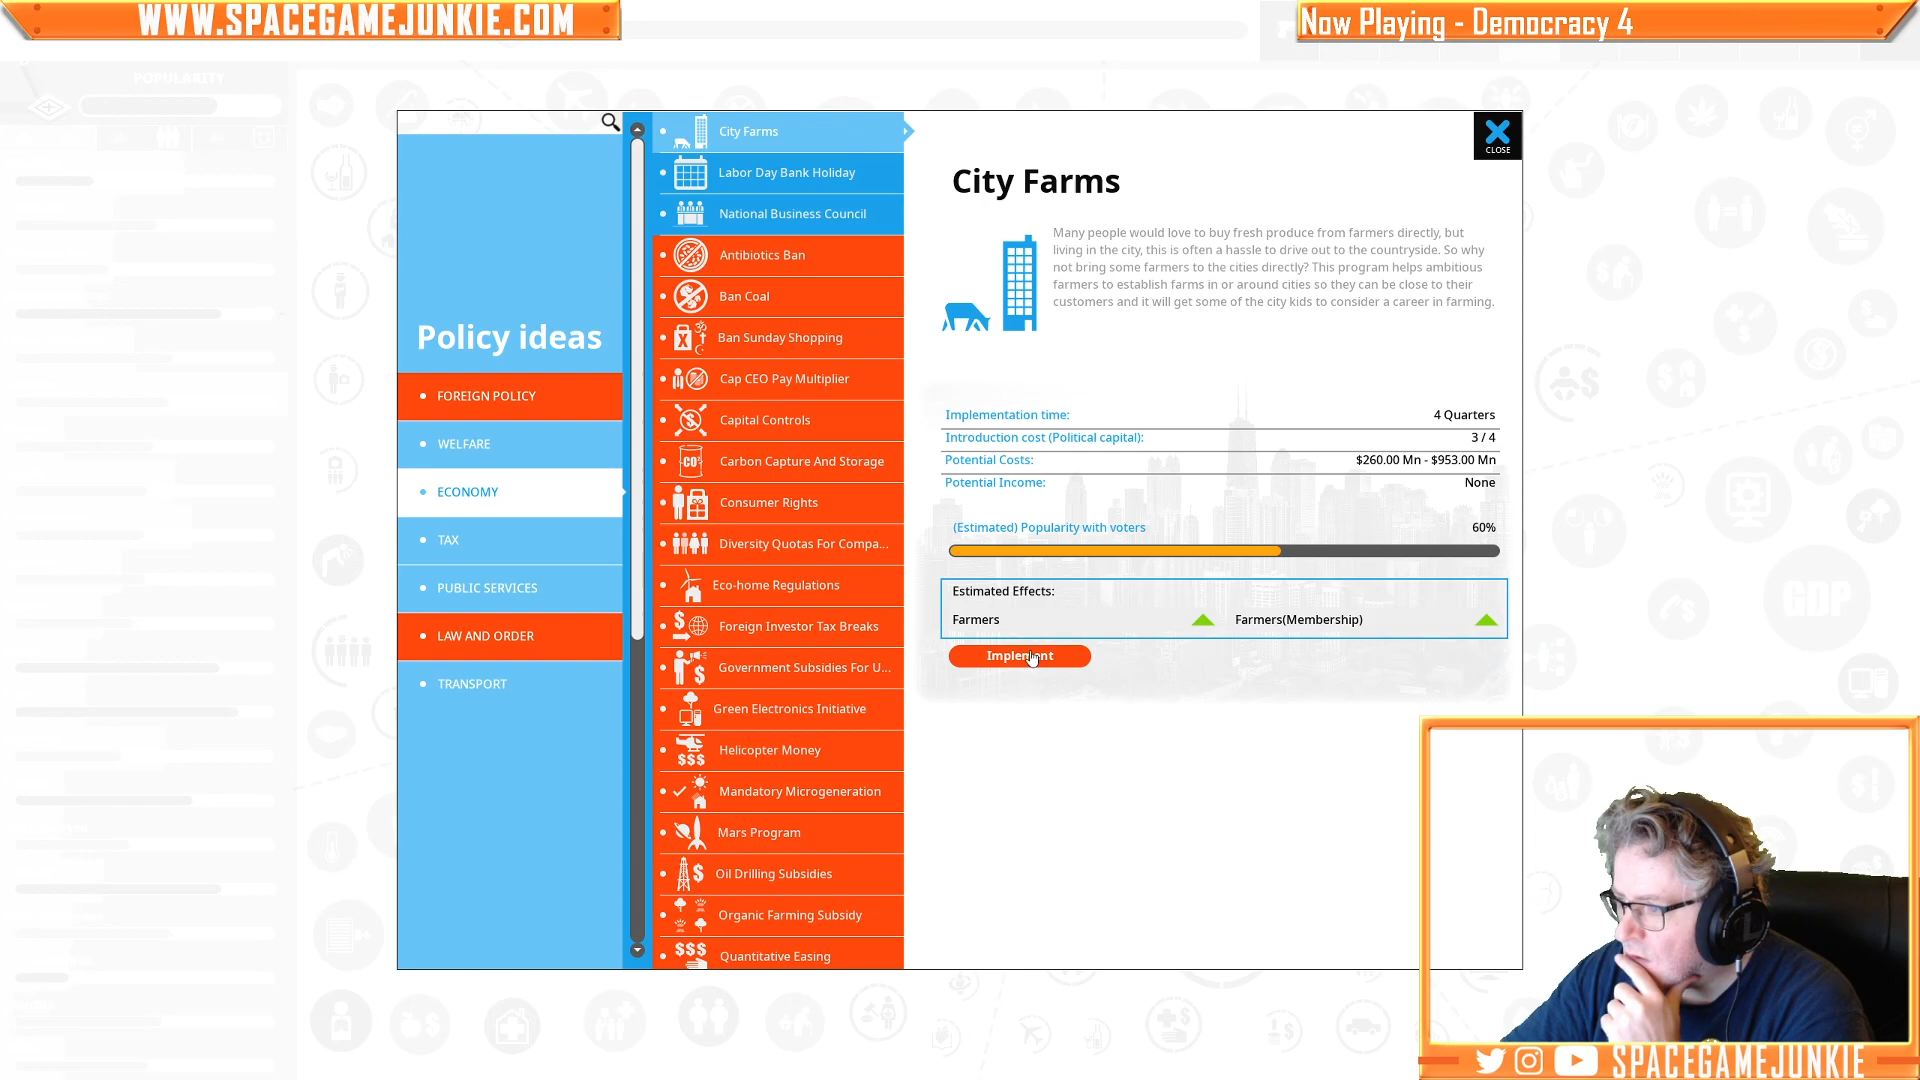 WWW.SPACEGAMEJUNKIE.COM
Now Playing - Democracy 4
POPULARITY
CLOSE
Policy ideas
FOREIGN POLICY
WELFARE
ECONOMY
TAX
PUBLIC SERVICES
LAW AND ORDER
TRANSPORT
City Farms
Labor Day Bank Holiday
National Business Council
Antibiotics Ban
Ban Coal
Ban Sunday Shopping
Cap CEO Pay Multiplier
Capital Controls
Carbon Capture And Storage
Consumer Rights
Diversity Quotas For Compa...
Eco-home Regulations
Foreign Investor Tax Breaks
Government Subsidies For U...
Green Electronics Initiative
Helicopter Money
Mandatory Microgeneration
Mars Program
Oil Drilling Subsidies
Organic Farming Subsidy
Quantitative Easing
City Farms
Many people would love to buy fresh produce from farmers directly, but
living in the city, this is often a hassle to drive out to the countryside. So why
not bring some farmers to the cities directly? This program helps ambitious
farmers to establish farms in or around cities so they can be close to their
customers and it will get some of the city kids to consider a career in farming.
Implementation time: 4 Quarters
Introduction cost (Political capital): 3 / 4
Potential Costs: $260.00 Mn - $953.00 Mn
Potential Income: None
(Estimated) Popularity with voters 60%
Estimated Effects:
Farmers Farmers(Membership)
Implement
GDP
SPACEGAMEJUNKIE